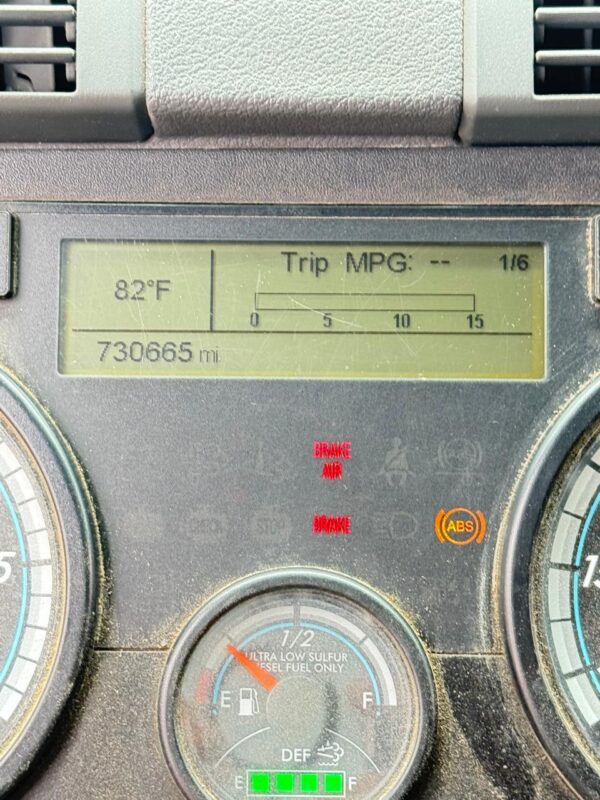 Trip MPG: -- 1/6
82°F
0 5 10 15
730665 mi
BRAKE
AIR
BRAKE
ABS
1/2
ULTRA LOW SULFUR
DIESEL FUEL ONLY
E F
DEF
E F